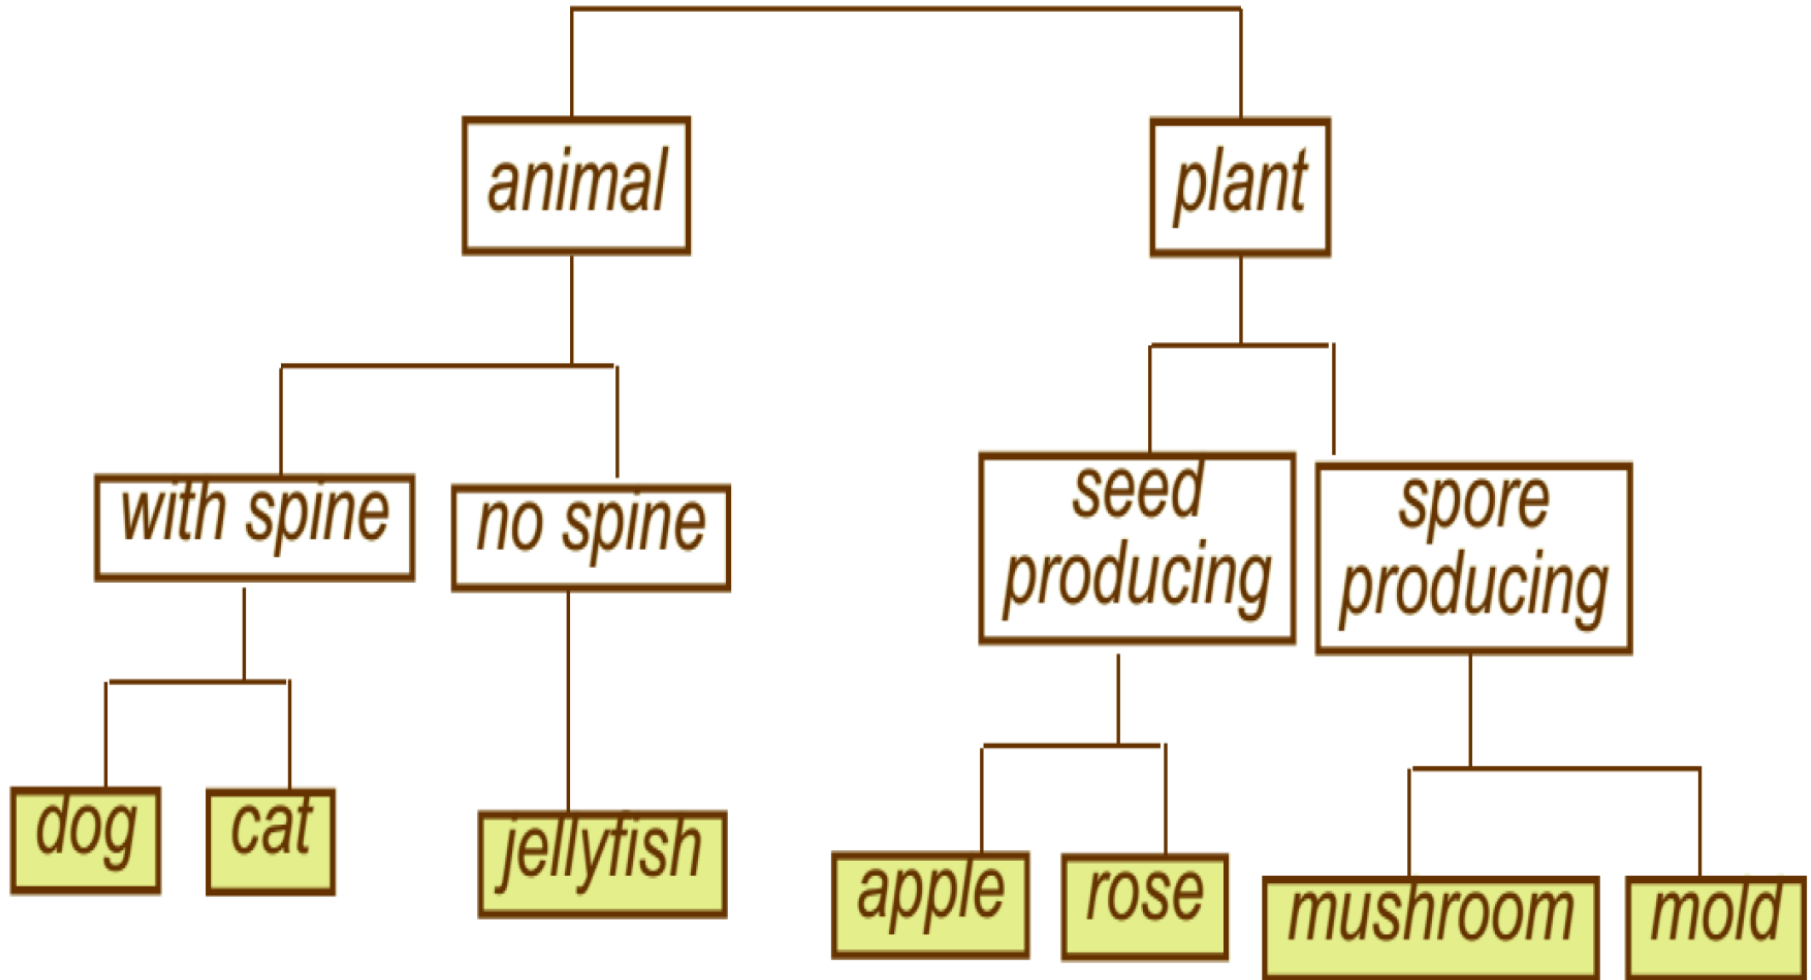 animal
plant
with spine
no spine
seed
producing
spore
producing
dog
cat
jellyfish
apple
rose
mushroom
mold